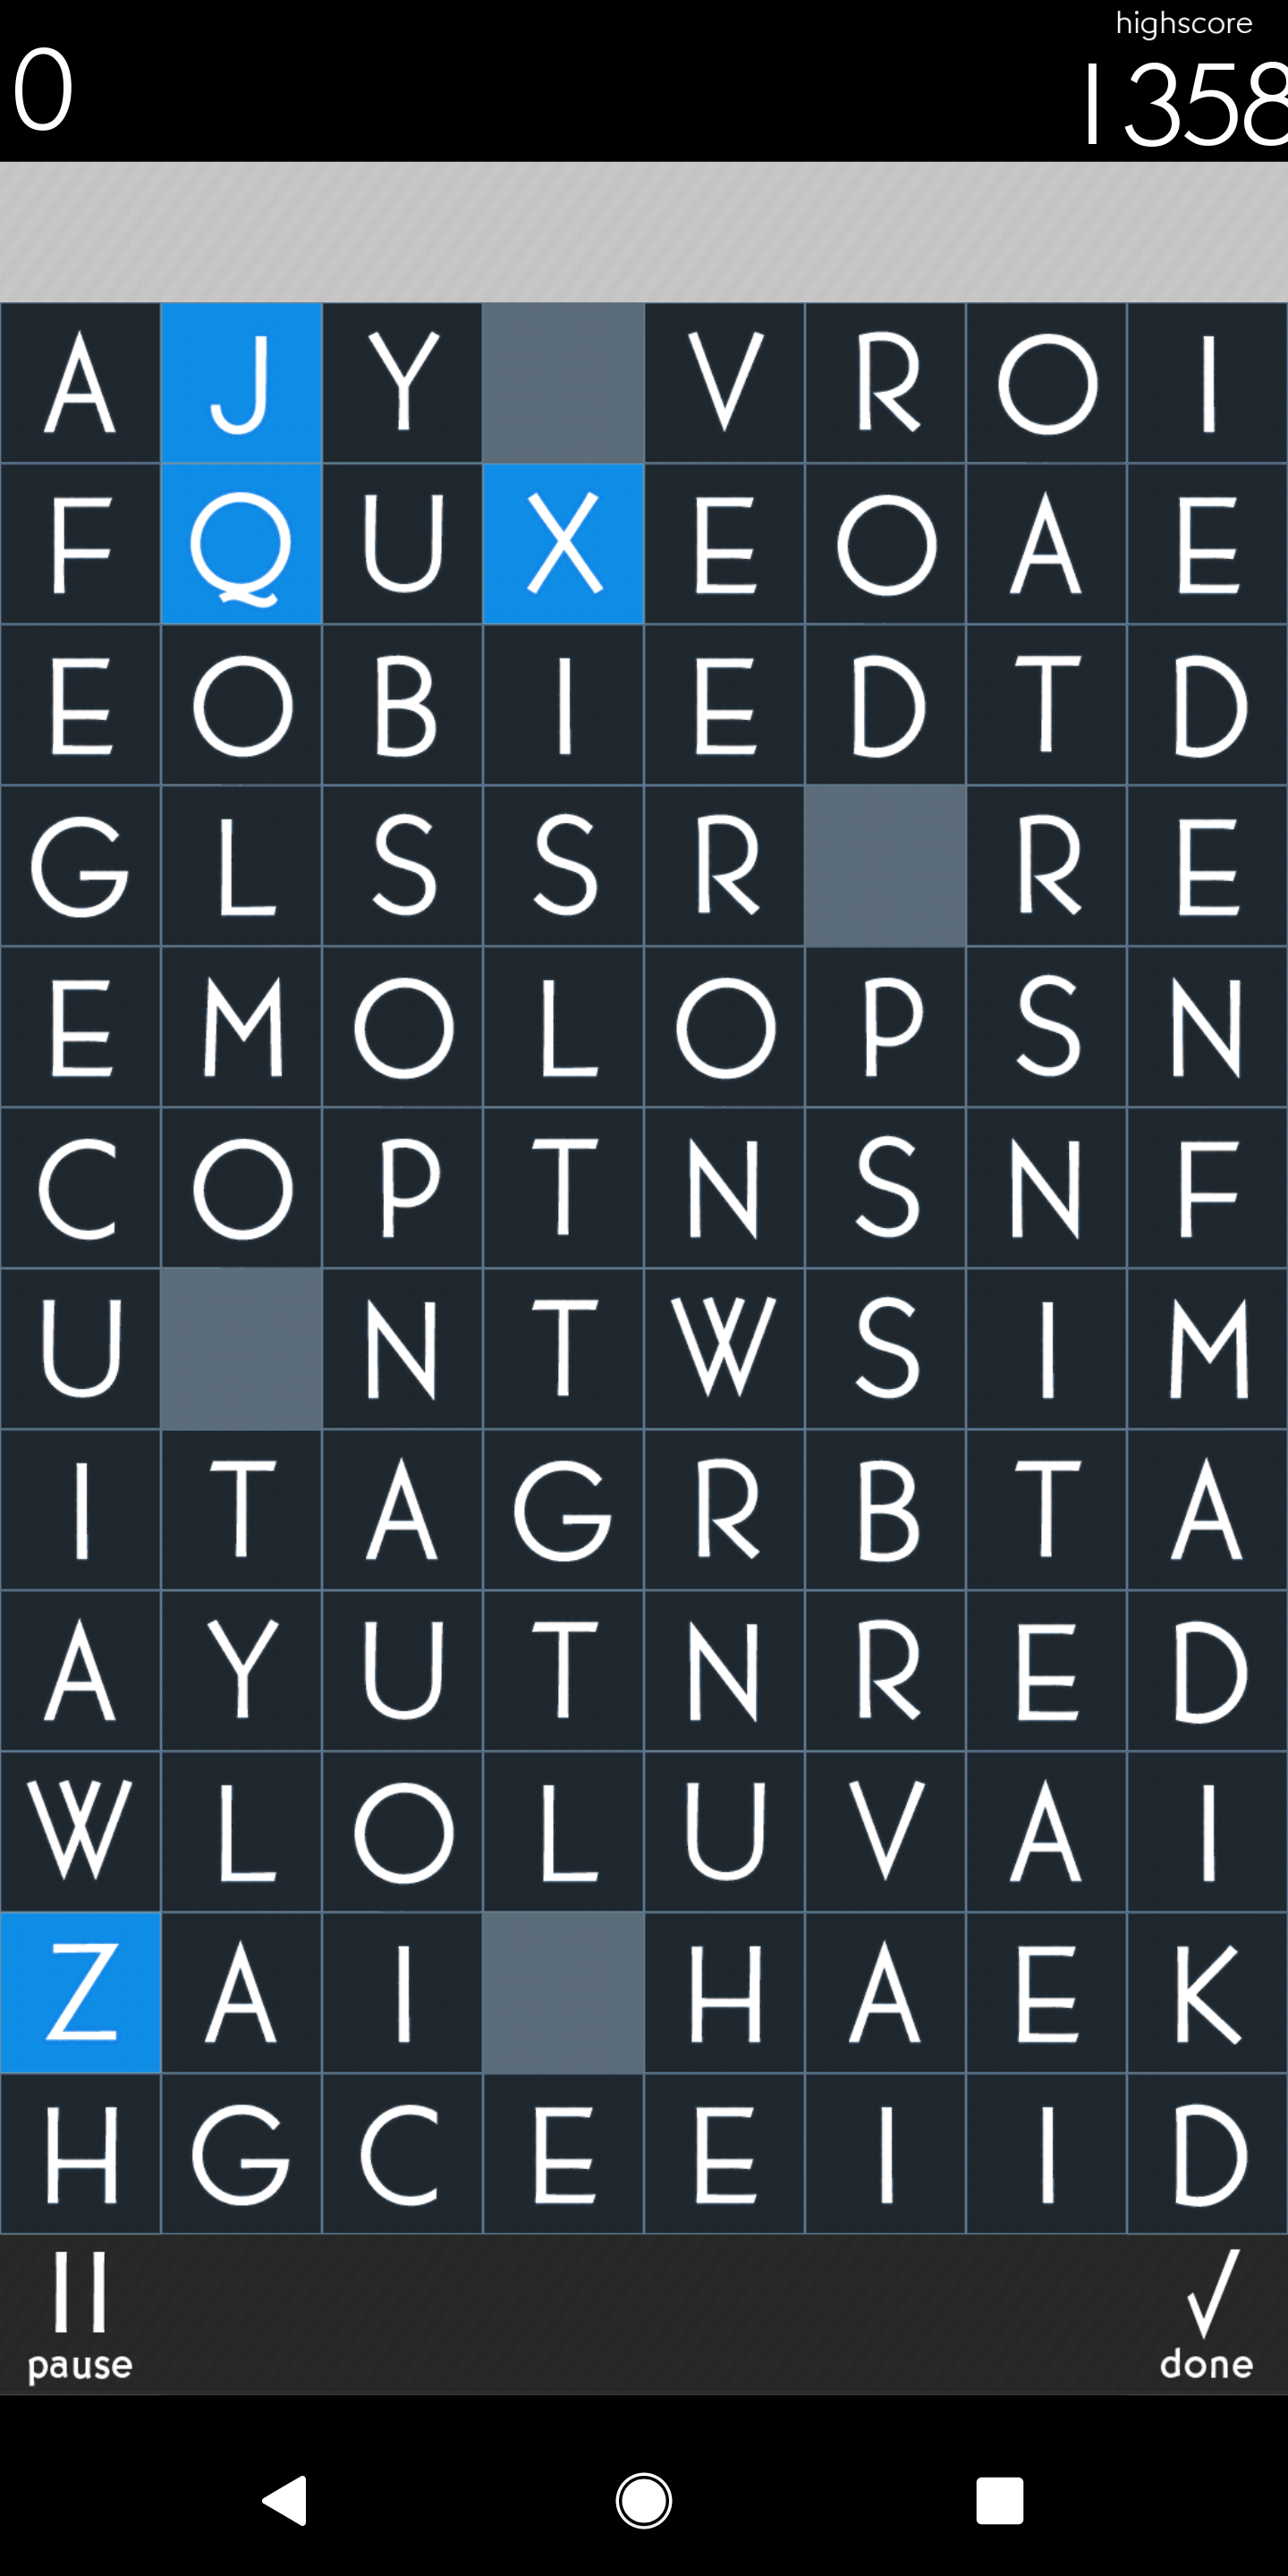 highscore
0 1358
A J Y V R O I
F Q U X E O A E
E O B I E D T D
G L S S R R E
E M O L O P S N
C O P T N S N F
U N T W S I M
I T A G R B T A
A Y U T N R E D
W L O L U V A I
Z A I H A E K
H G C E E I I D
pause done